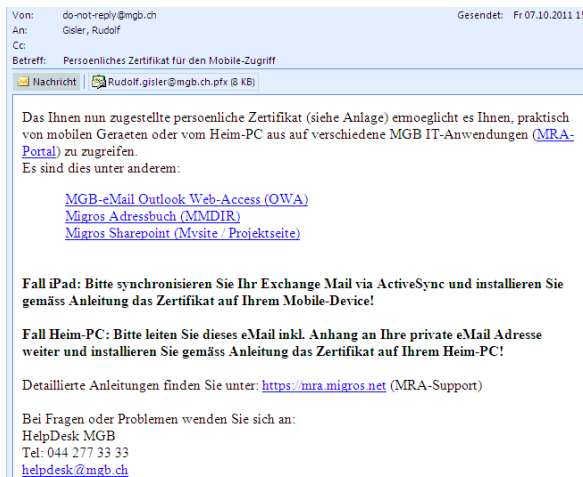 Von: do-not-reply@mgb.ch Gesendet: Fr 07.10.2011 15
An: Gisler, Rudolf
Cc:
Betreff: Persoenliches Zertifikat für den Mobile-Zugriff
Nachricht Rudolf.gisler@mgb.ch.pfx (8 KB)
Das Ihnen nun zugestellte persoenliche Zertifikat (siehe Anlage) ermoeglicht es Ihnen, praktisch
von mobilen Geraeten oder vom Heim-PC aus auf verschiedene MGB IT-Anwendungen (MRA-
Portal) zu zugreifen.
Es sind dies unter anderem:
MGB-eMail Outlook Web-Access (OWA)
Migros Adressbuch (MMDIR)
Migros Sharepoint (Mysite / Projektseite)
Fall iPad: Bitte synchronisieren Sie Ihr Exchange Mail via ActiveSync und installieren Sie
gemäss Anleitung das Zertifikat auf Ihrem Mobile-Device!
Fall Heim-PC: Bitte leiten Sie dieses eMail inkl. Anhang an Ihre private eMail Adresse
weiter und installieren Sie gemäss Anleitung das Zertifikat auf Ihrem Heim-PC!
Detaillierte Anleitungen finden Sie unter: https://mra.migros.net (MRA-Support)
Bei Fragen oder Problemen wenden Sie sich an:
HelpDesk MGB
Tel: 044 277 33 33
helpdesk@mgb.ch